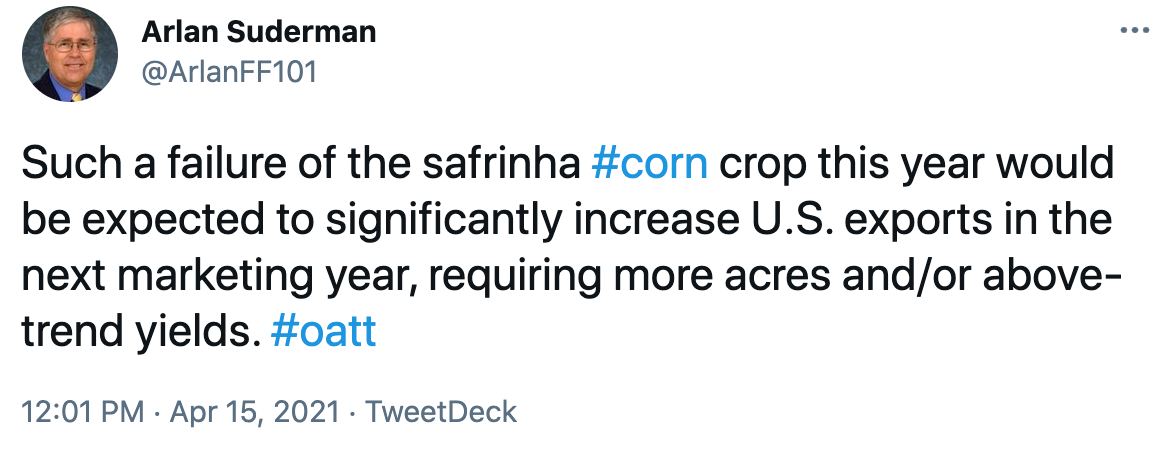 Arlan Suderman
@ArlanFF101
Such a failure of the safrinha #corn crop this year would
be expected to significantly increase U.S. exports in the
next marketing year, requiring more acres and/or above-
trend yields. #oatt
12:01 PM · Apr 15, 2021 · TweetDeck